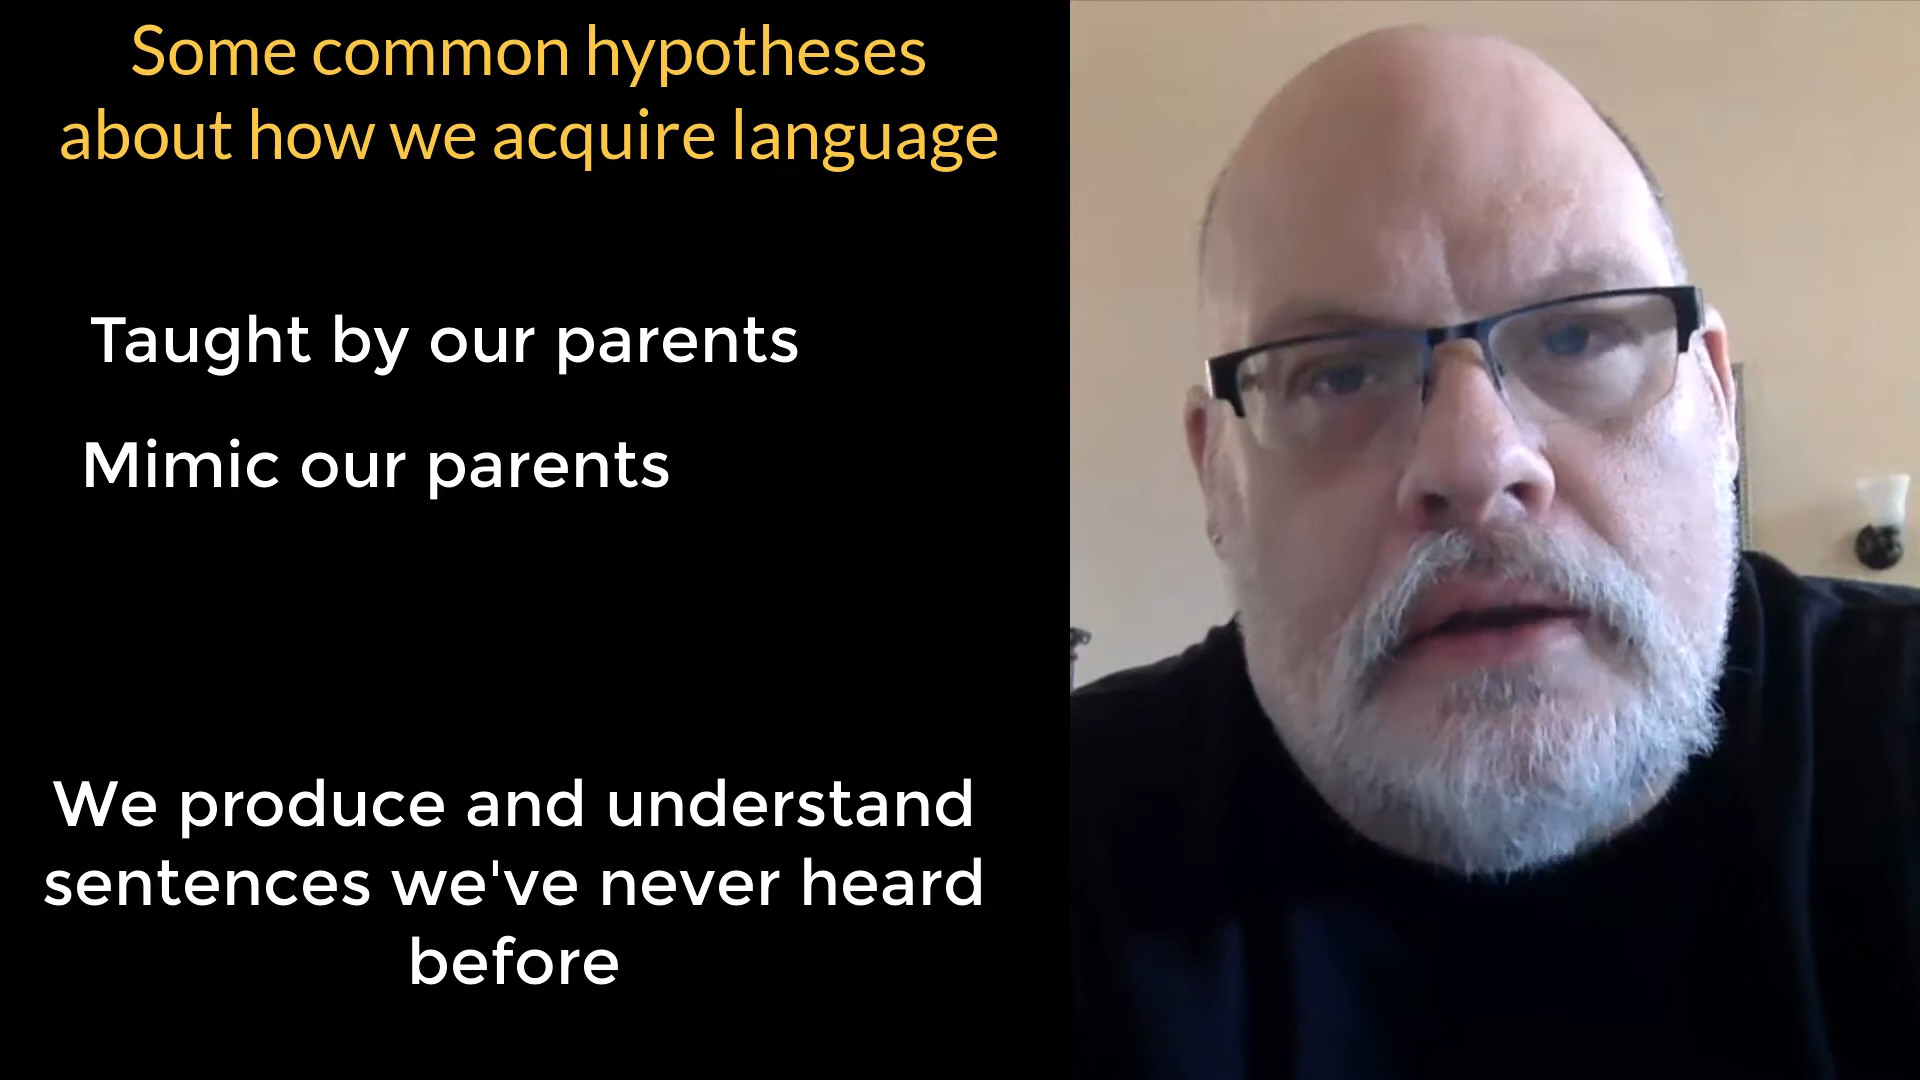 Some common hypotheses
about how we acquire language
Taught by our parents
Mimic our parents
We produce and understand
sentences we've never heard
before